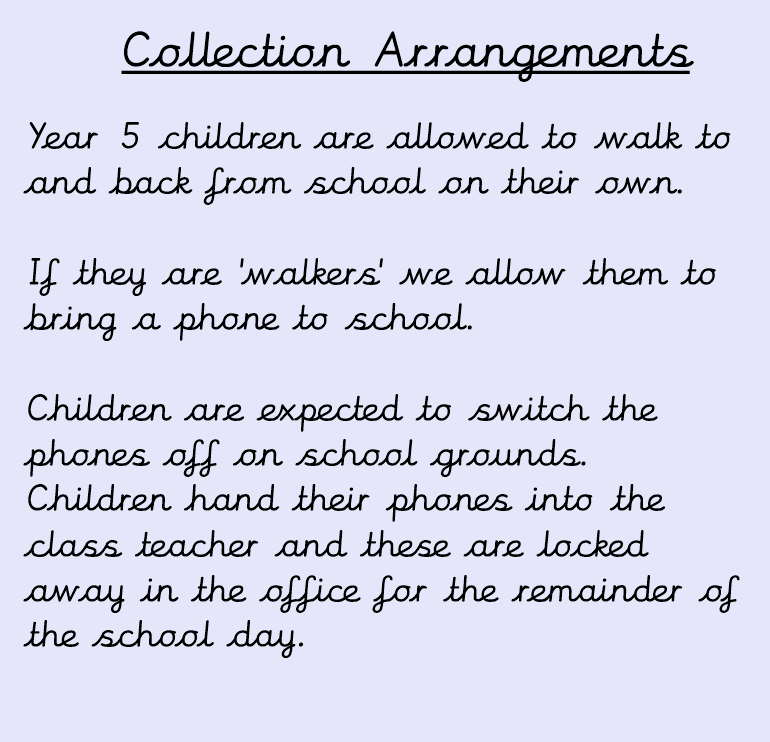 Collection Arrangements
Year 5 children are allowed to walk to
and back from school on their own.
If they are 'walkers' we allow them to
bring a phone to school.
Children are expected to switch the
phones off on school grounds.
Children hand their phones into the
class teacher and these are locked
away in the office for the remainder of
the school day.